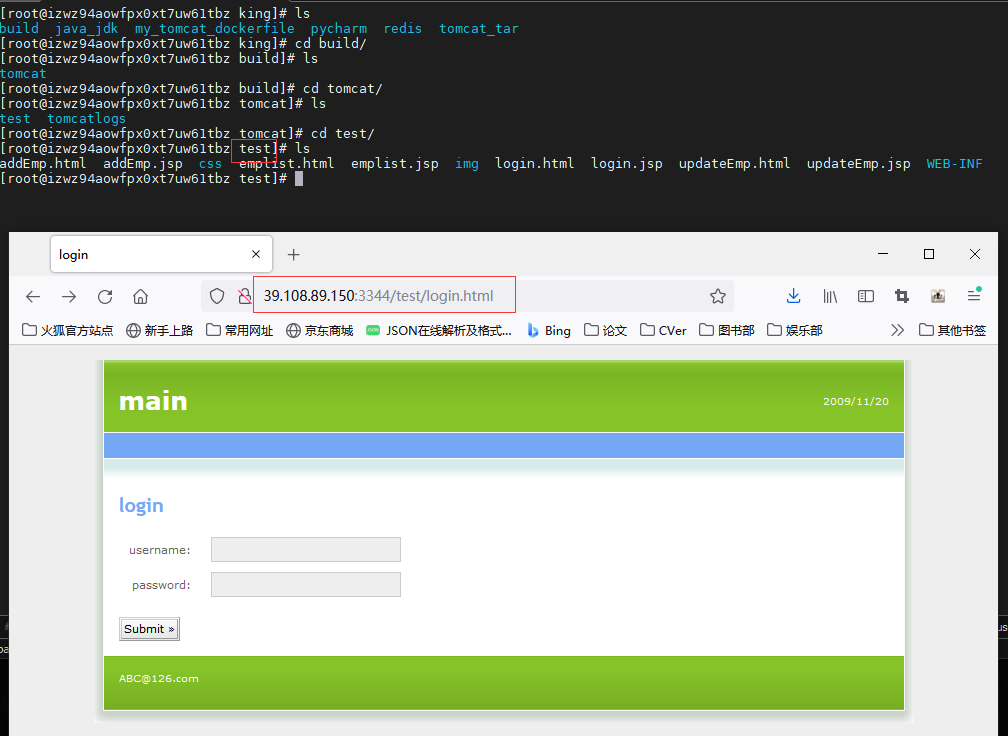 [root@izwz94aowfpx0xt7uw61tbz king]# ls
build java_jdk my_tomcat_dockerfile pycharm redis tomcat_tar
[root@izwz94aowfpx0xt7uw61tbz king]# cd build/
[root@izwz94aowfpx0xt7uw61tbz build]# ls
tomcat
[root@izwz94aowfpx0xt7uw61tbz build]# cd tomcat/
[root@izwz94aowfpx0xt7uw61tbz tomcat]# ls
test tomcatlogs
[root@izwz94aowfpx0xt7uw61tbz tomcat]# cd test/
[root@izwz94aowfpx0xt7uw61tbz test]# ls
addEmp.html addEmp.jsp css emplist.html emplist.jsp img login.html login.jsp updateEmp.html updateEmp.jsp WEB-INF
[root@izwz94aowfpx0xt7uw61tbz test]#
login
39.108.89.150:3344/test/login.html
火狐官方站点 新手上路 常用网址 京东商城 JSON在线解析及格式... Bing 论文 CVer 图书部 娱乐部 其他书签
main
2009/11/20
login
username:
password:
Submit »
ABC@126.com